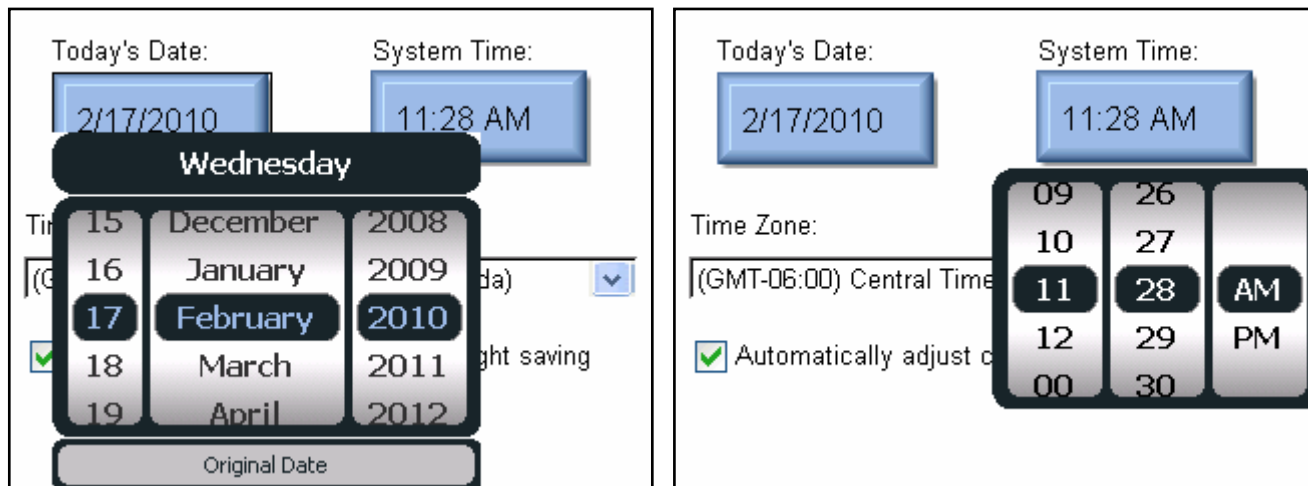 Today's Date: System Time:
2/17/2010 11:28 AM
Wednesday
15 December 2008
16 January 2009
17 February 2010
18 March 2011
19 April 2012
da)
ght saving
Original Date
Today's Date: System Time:
2/17/2010 11:28 AM
Time Zone:
(GMT-06:00) Central Time
Automatically adjust c
09 26
10 27
11 28 AM
12 29 PM
00 30